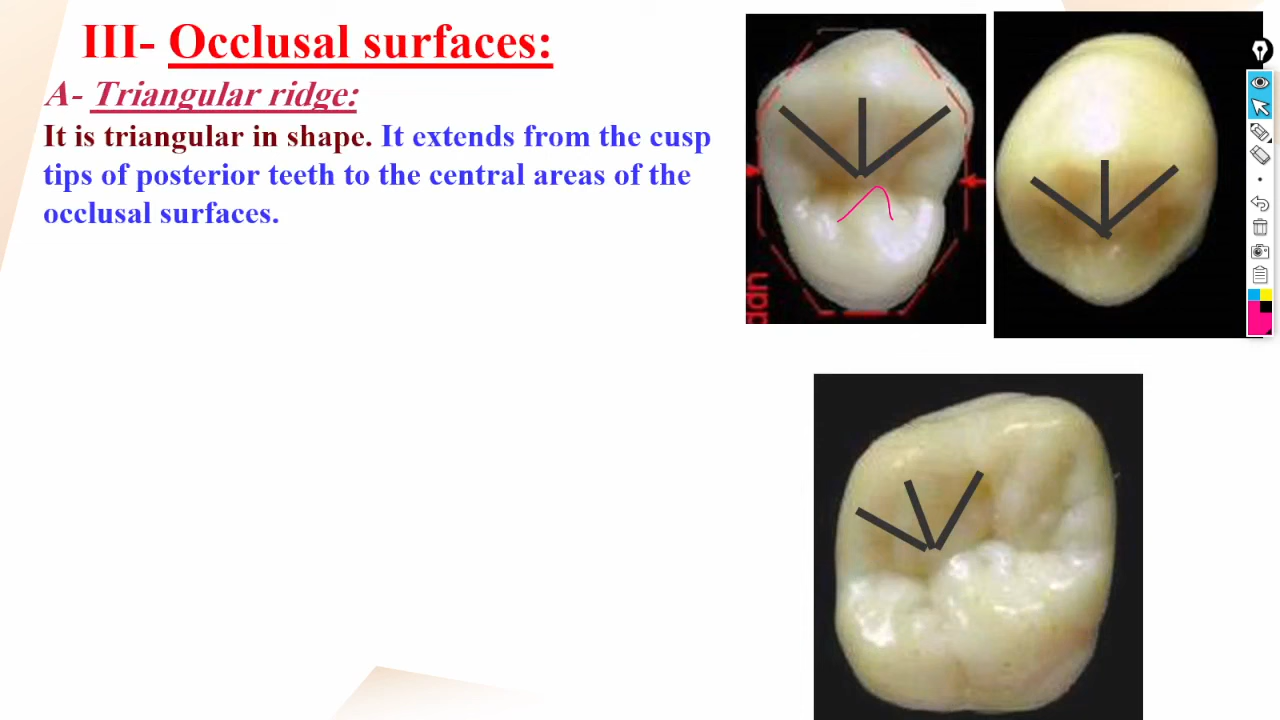 III- Occlusal surfaces:
A- Triangular ridge:
It is triangular in shape. It extends from the cusp
tips of posterior teeth to the central areas of the
occlusal surfaces.